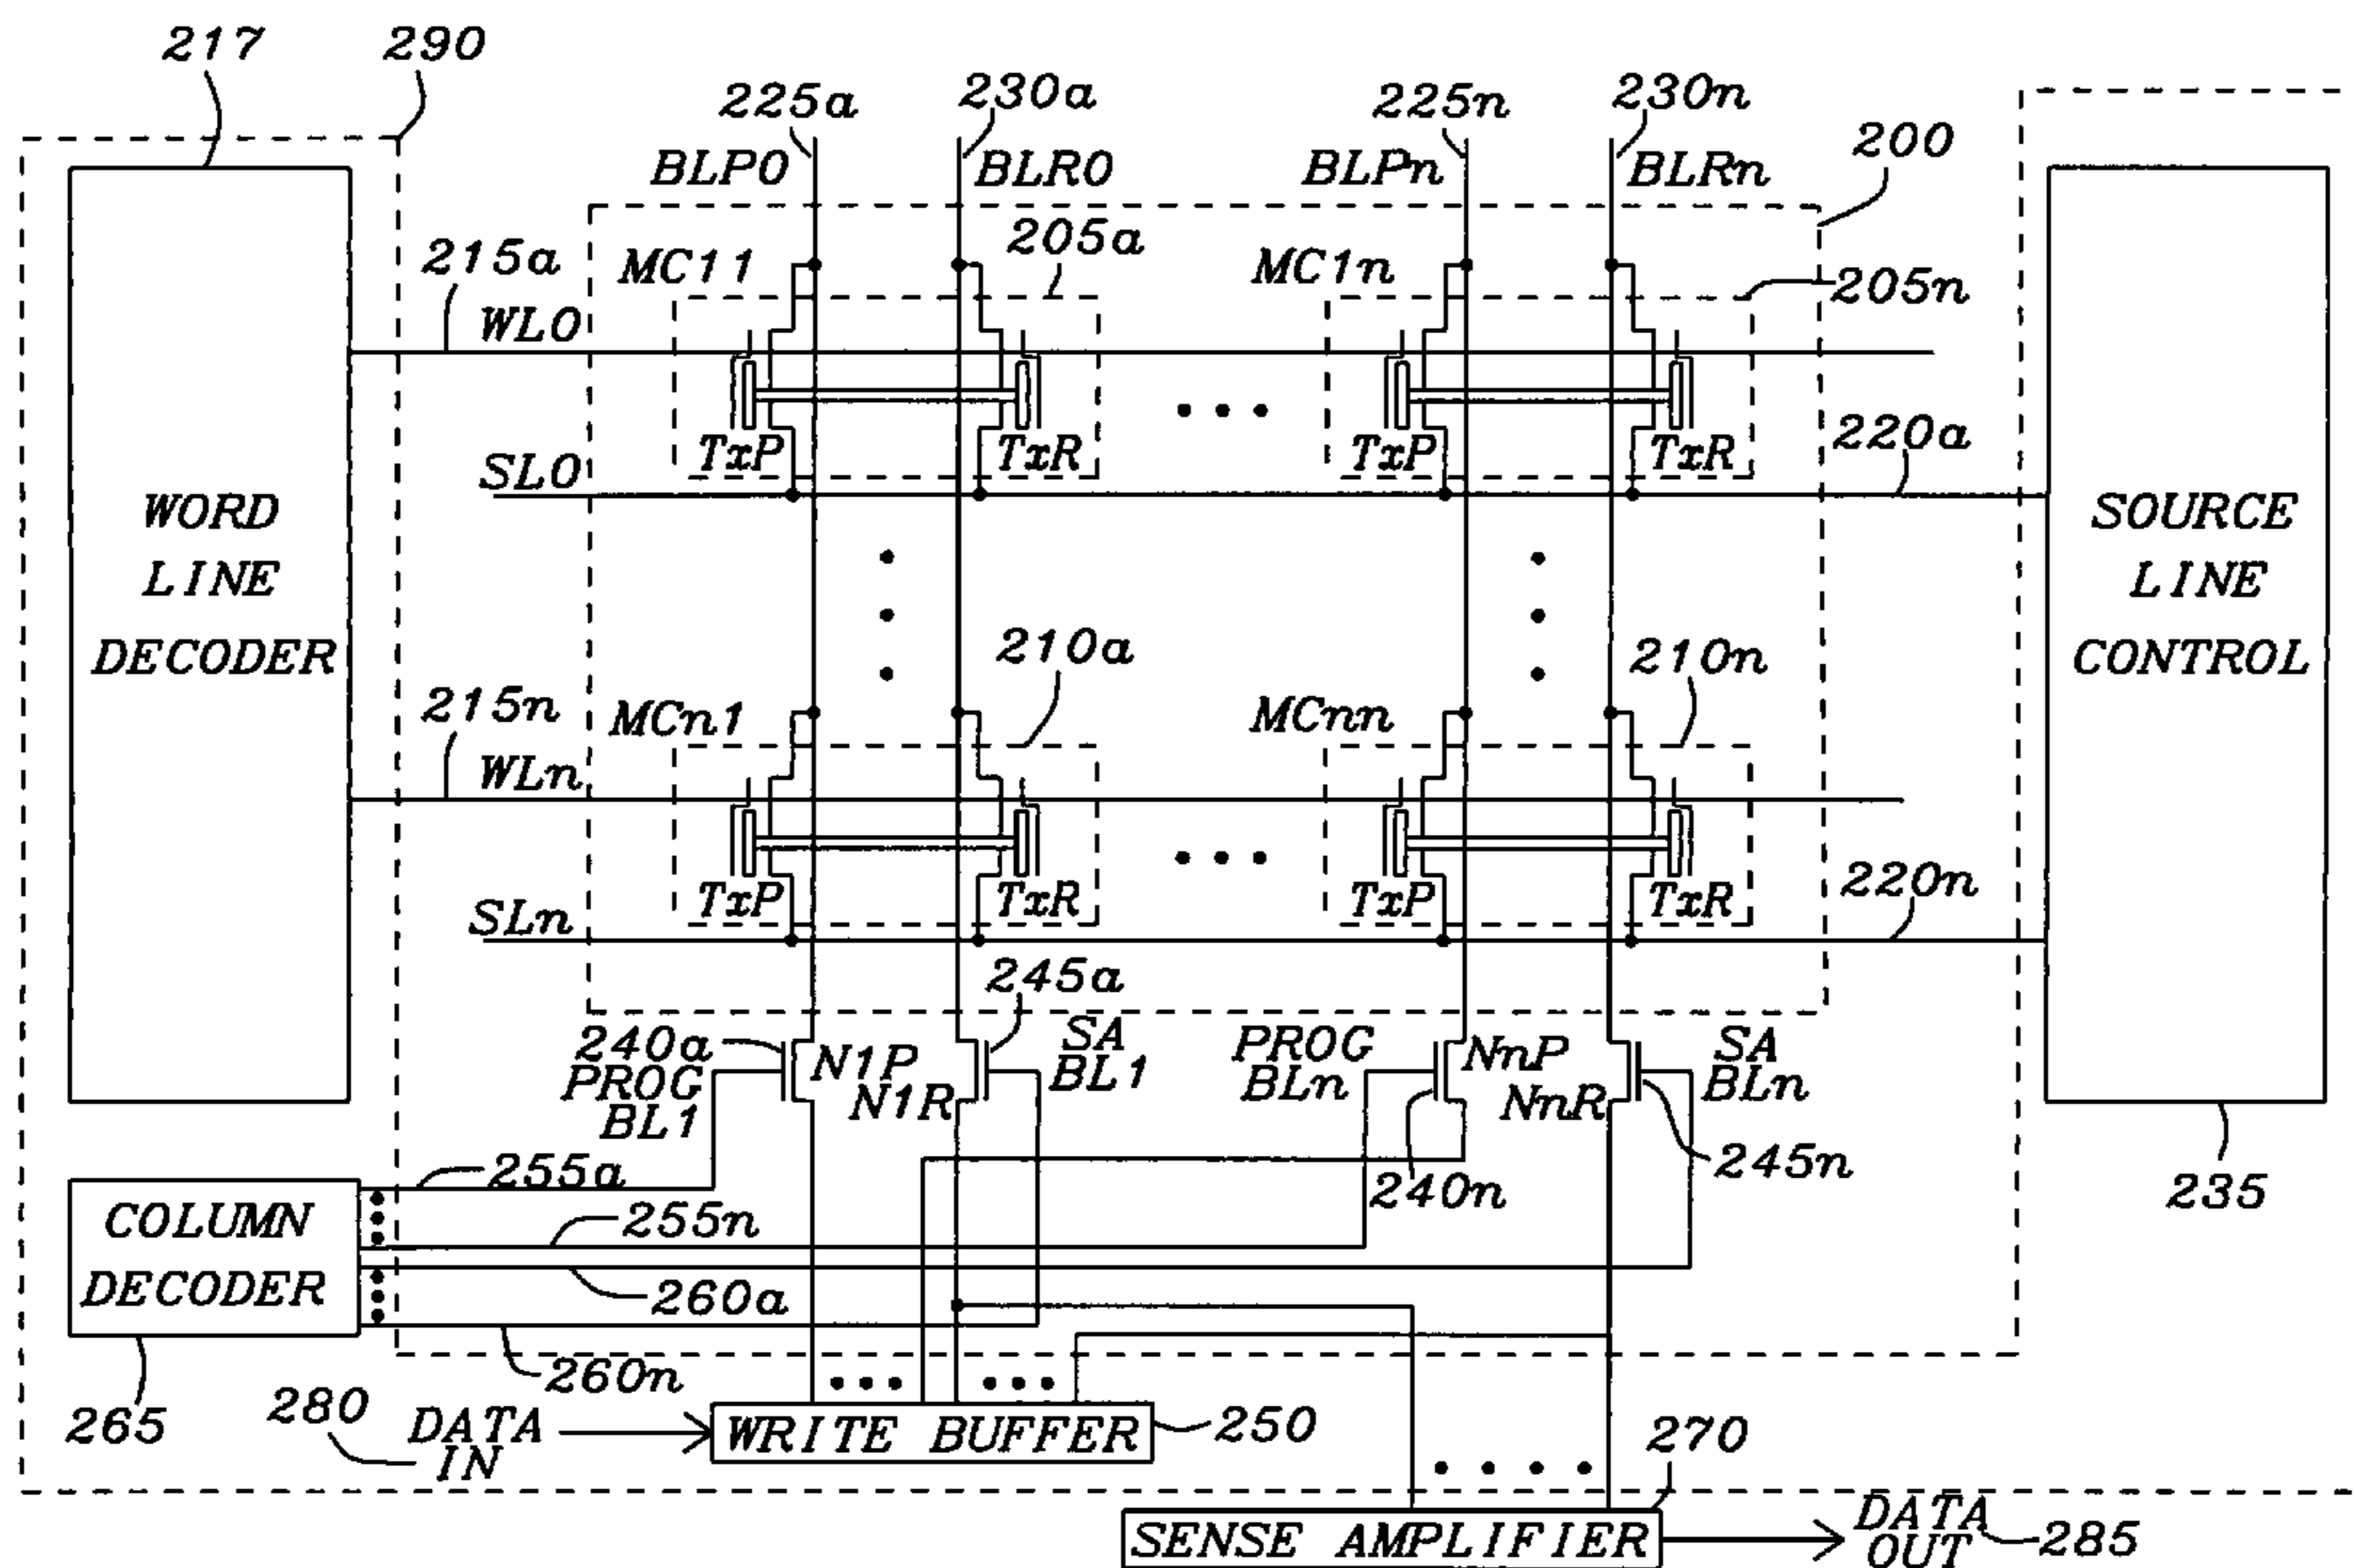 217
290
225a
230a
225n
230n
200
BLP0
BLR0
BLPn
BLRn
205a
215a
MC11
MC1n
205n
WL0
TxP
TxR
TxP
TxR
220a
SL0
WORD
LINE
DECODER
SOURCE
LINE
CONTROL
210a
210n
215n
MCn1
MCnn
WLn
TxP
TxR
TxP
TxR
220n
SLn
245a
240a
PROG
BL1
N1P
N1R
SA
BL1
PROG
BLn
NnP
NnR
SA
BLn
255a
240n
245n
235
COLUMN
DECODER
255n
260a
260n
265
280
DATA
IN
WRITE BUFFER
250
270
SENSE AMPLIFIER
DATA
OUT
285